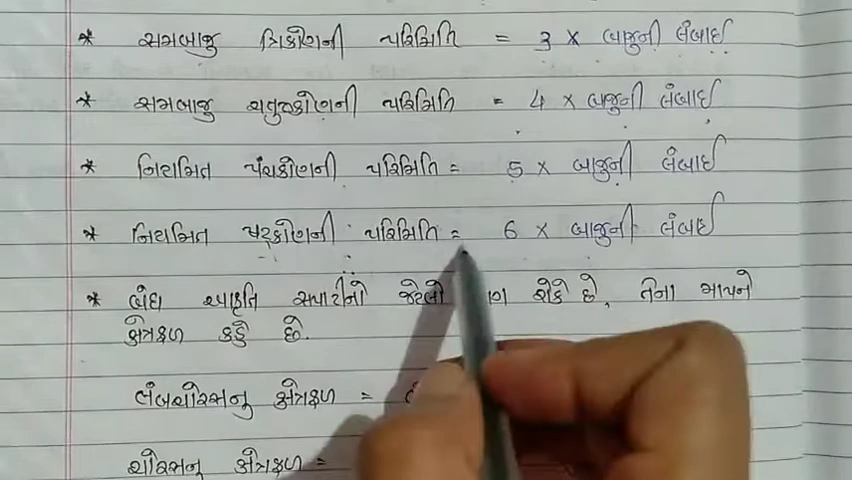 * સમબાજુ ત્રિકોણની પરિમિતિ = 3 × બાજુની લંબાઈ
* સમબાજુ ચતુષ્કોણની પરિમિતિ = 4 × બાજુની લંબાઈ
* નિયમિત પંચકોણની પરિમિતિ = 5 × બાજુની લંબાઈ
* નિયમિત ષટ્કોણની પરિમિતિ = 6 × બાજુની લંબાઈ
* બંધ આકૃતિ સપાટીનો જેટલો રોકે છે, તેના માપને
ક્ષેત્રફળ કહે છે.
લંબચોરસનુ ક્ષેત્રફળ =
ચોરસનુ ક્ષેત્રફળ =